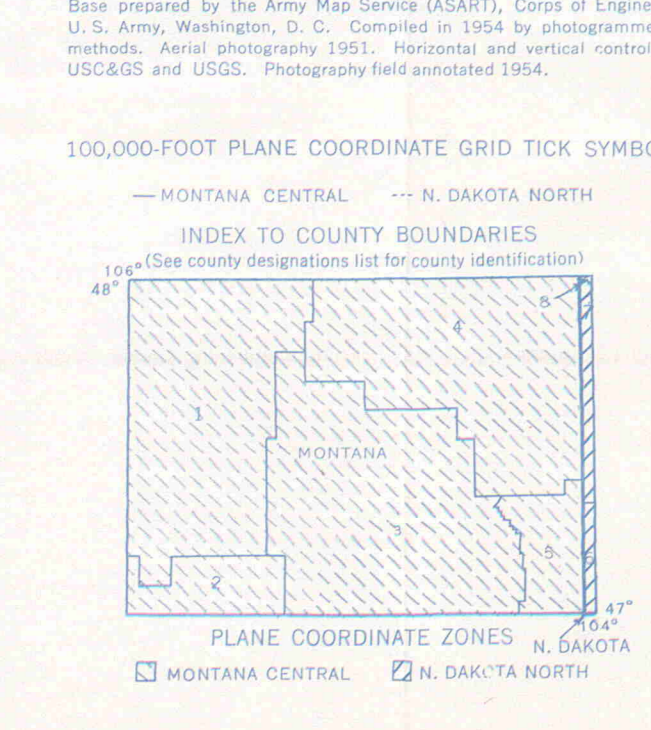 Base prepared by the Army Map Service (ASART), Corps of Engine
U. S. Army, Washington, D. C. Compiled in 1954 by photogramme
methods. Aerial photography 1951. Horizontal and vertical control
USC&GS and USGS. Photography field annotated 1954.
100,000-FOOT PLANE COORDINATE GRID TICK SYMBO
— MONTANA CENTRAL --- N. DAKOTA NORTH
INDEX TO COUNTY BOUNDARIES
(See county designations list for county identification)
106°
48°
8
4
1
MONTANA
3
5
2
47°
104°
PLANE COORDINATE ZONES
N. DAKOTA
MONTANA CENTRAL N. DAKOTA NORTH